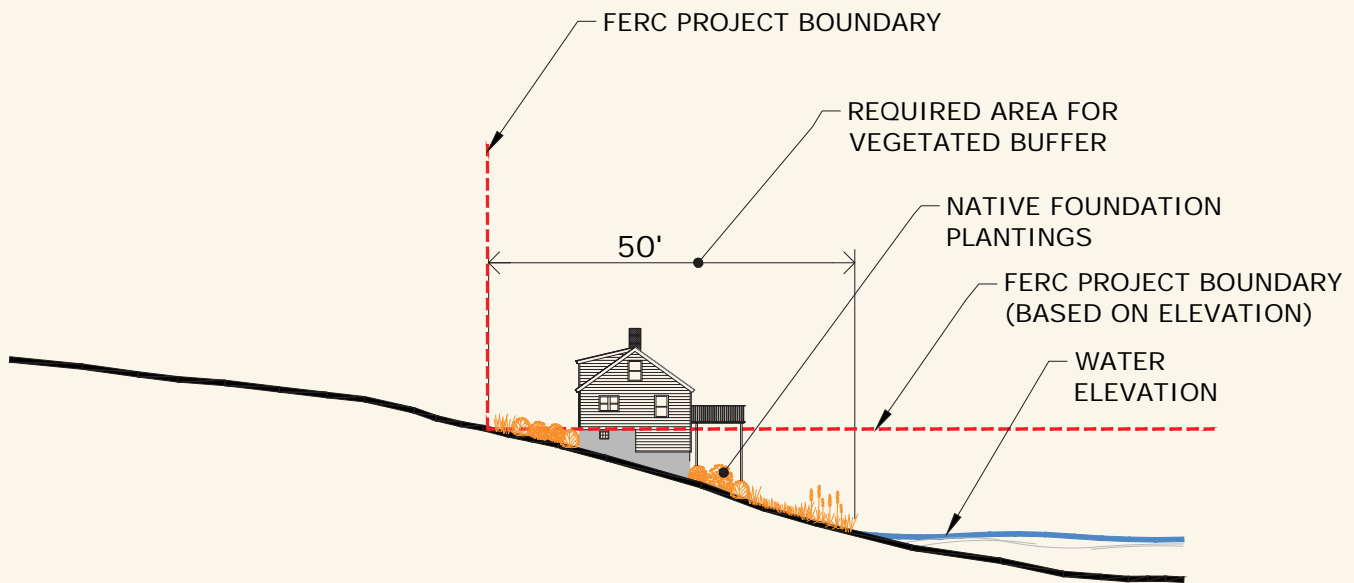 FERC PROJECT BOUNDARY
REQUIRED AREA FOR
VEGETATED BUFFER
NATIVE FOUNDATION
PLANTINGS
50'
FERC PROJECT BOUNDARY
(BASED ON ELEVATION)
WATER
ELEVATION